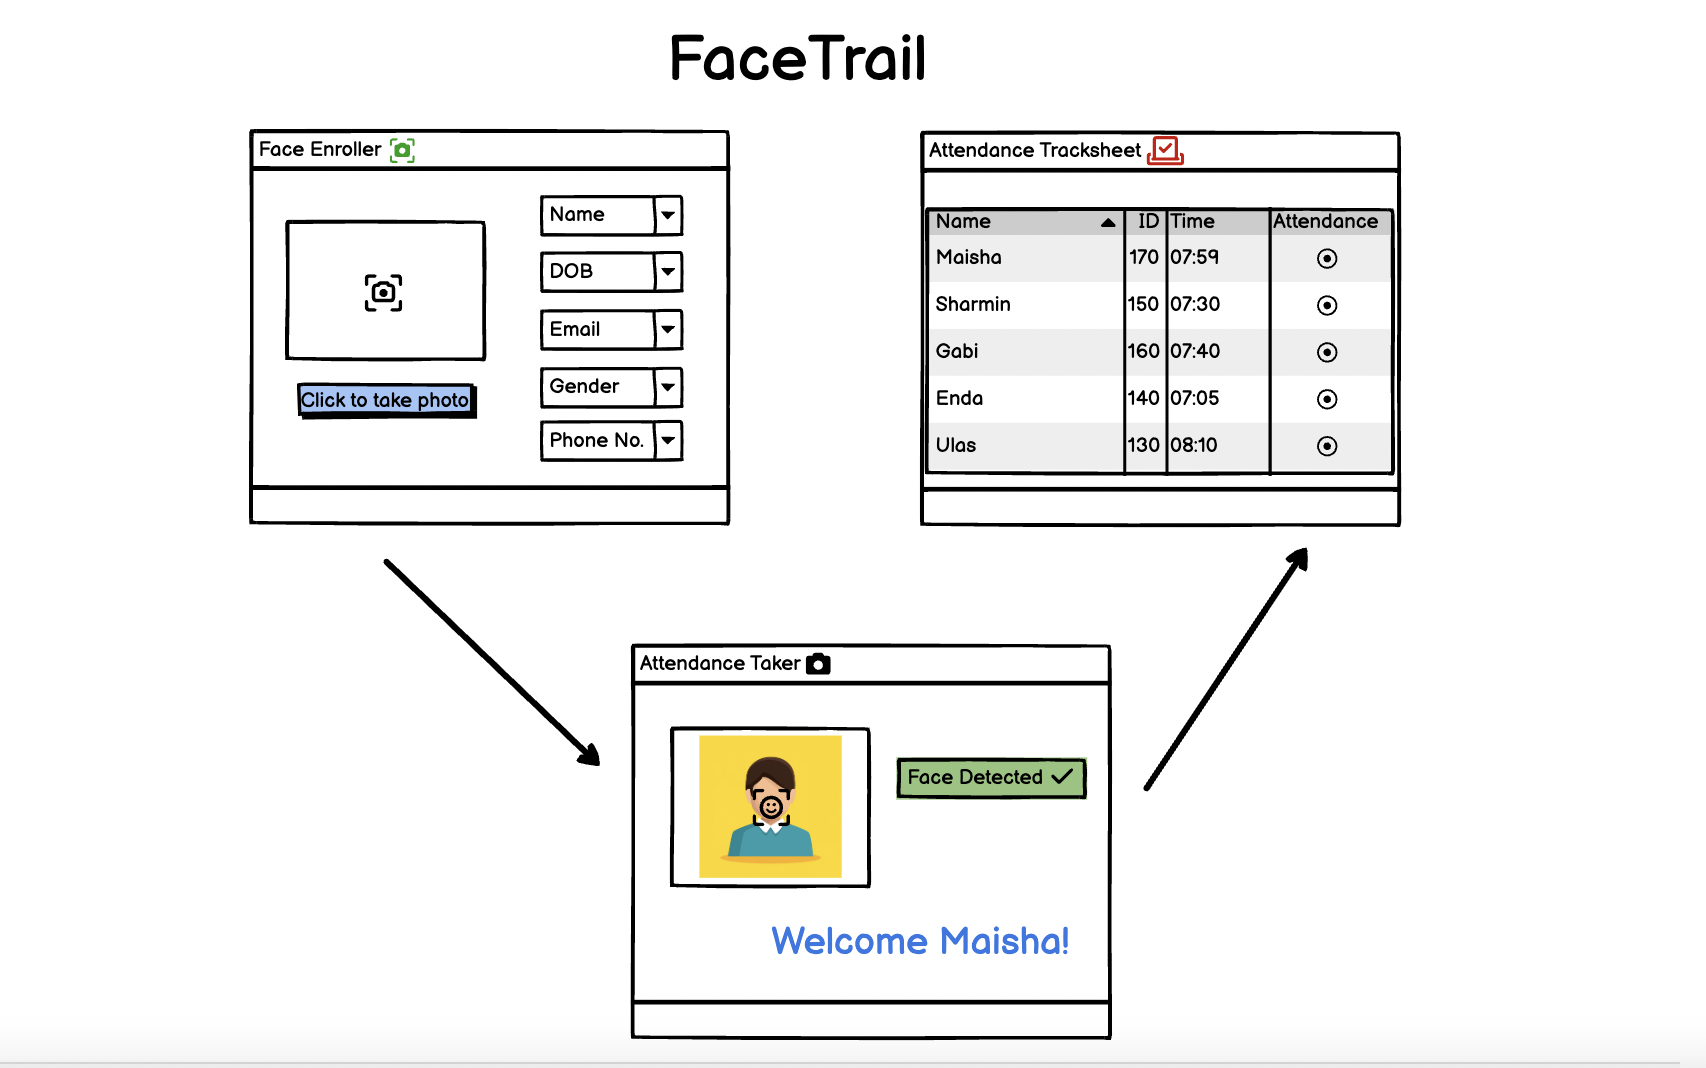 FaceTrail
Face Enroller
Name
DOB
Email
Gender
Phone No.
Click to take photo
Attendance Tracksheet
Name ID Time Attendance
Maisha 170 07:59
Sharmin 150 07:30
Gabi 160 07:40
Enda 140 07:05
Ulas 130 08:10
Attendance Taker
Face Detected
Welcome Maisha!